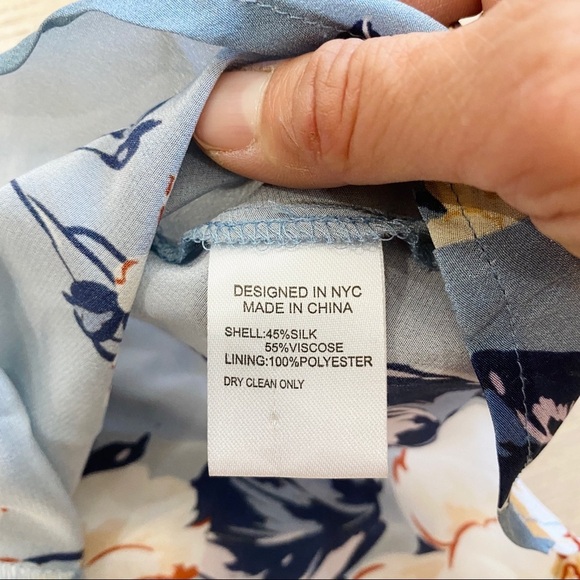 DESIGNED IN NYC
MADE IN CHINA
SHELL:45%SILK
55%VISCOSE
LINING:100%POLYESTER
DRY CLEAN ONLY